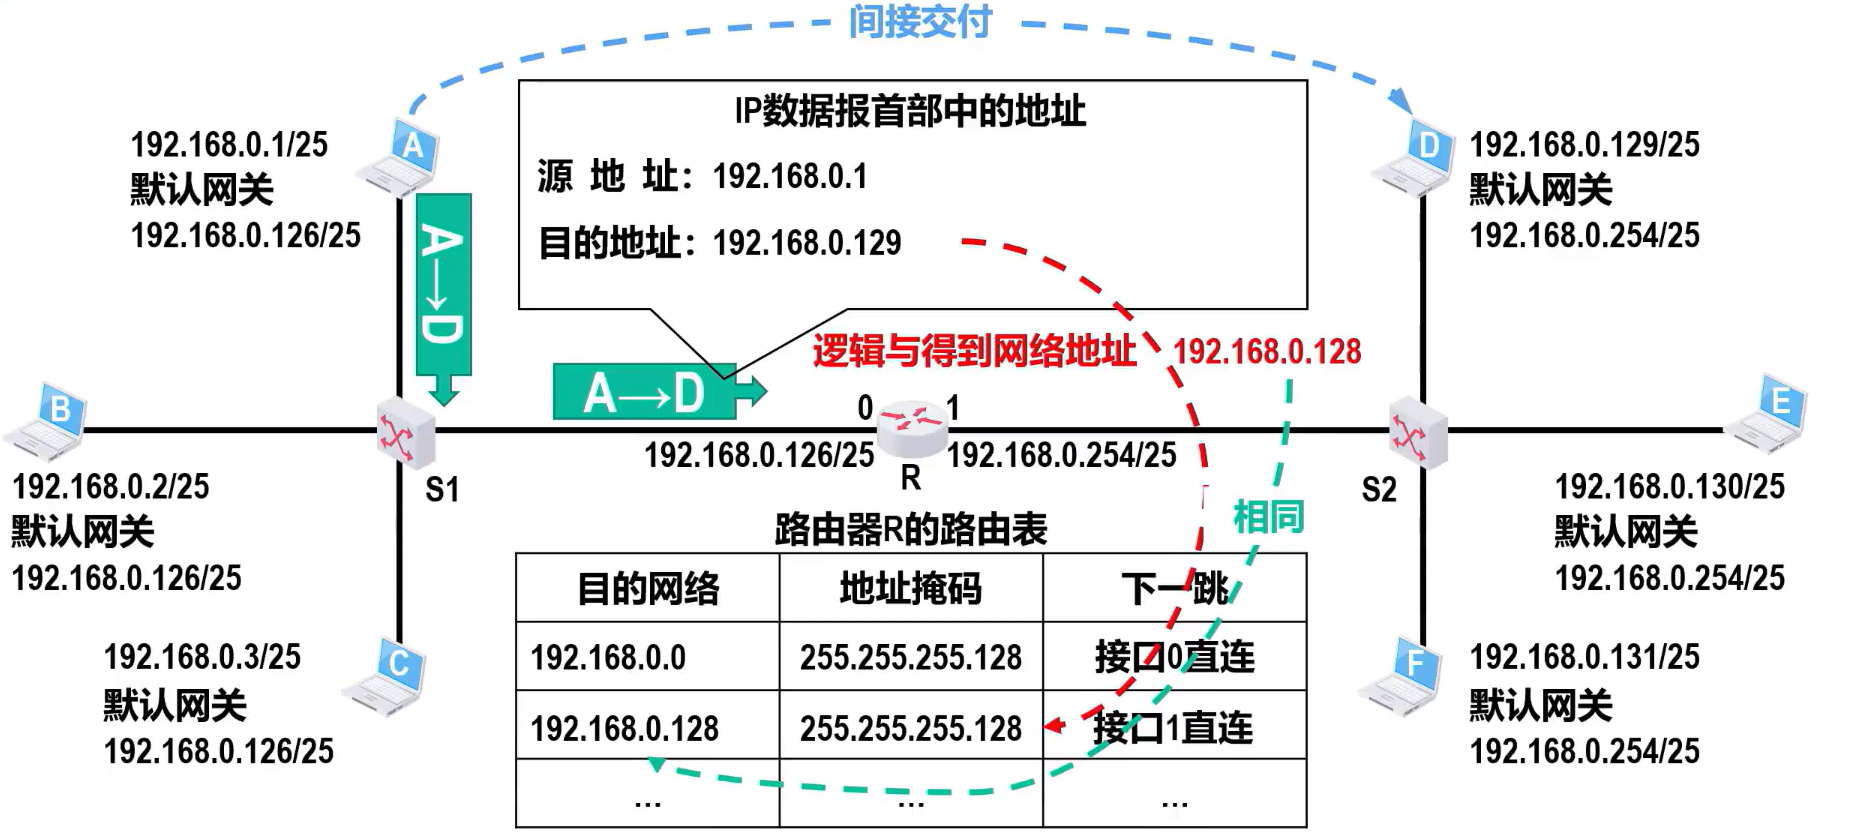 间接交付
IP数据报首部中的地址
源 地 址：192.168.0.1
目的地址：192.168.0.129
A
192.168.0.1/25
默认网关
192.168.0.126/25
D
192.168.0.129/25
默认网关
192.168.0.254/25
A→D
逻辑与得到网络地址 192.168.0.128
A→D
B
192.168.0.2/25
默认网关
192.168.0.126/25
S1
0
1
192.168.0.126/25
192.168.0.254/25
R
S2
E
192.168.0.130/25
默认网关
192.168.0.254/25
相同
C
192.168.0.3/25
默认网关
192.168.0.126/25
F
192.168.0.131/25
默认网关
192.168.0.254/25
路由器R的路由表
目的网络 地址掩码 下一跳
192.168.0.0 255.255.255.128 接口0直连
192.168.0.128 255.255.255.128 接口1直连
... ... ...